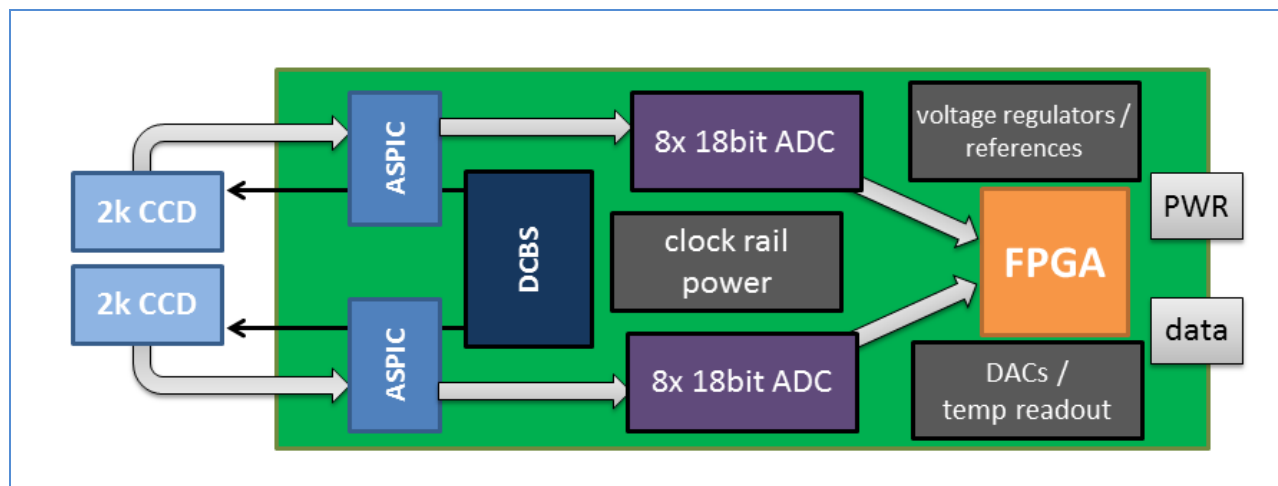 2k CCD
2k CCD
ASPIC
ASPIC
DCBS
8x 18bit ADC
clock rail
power
8x 18bit ADC
voltage regulators /
references
FPGA
DACs /
temp readout
PWR
data